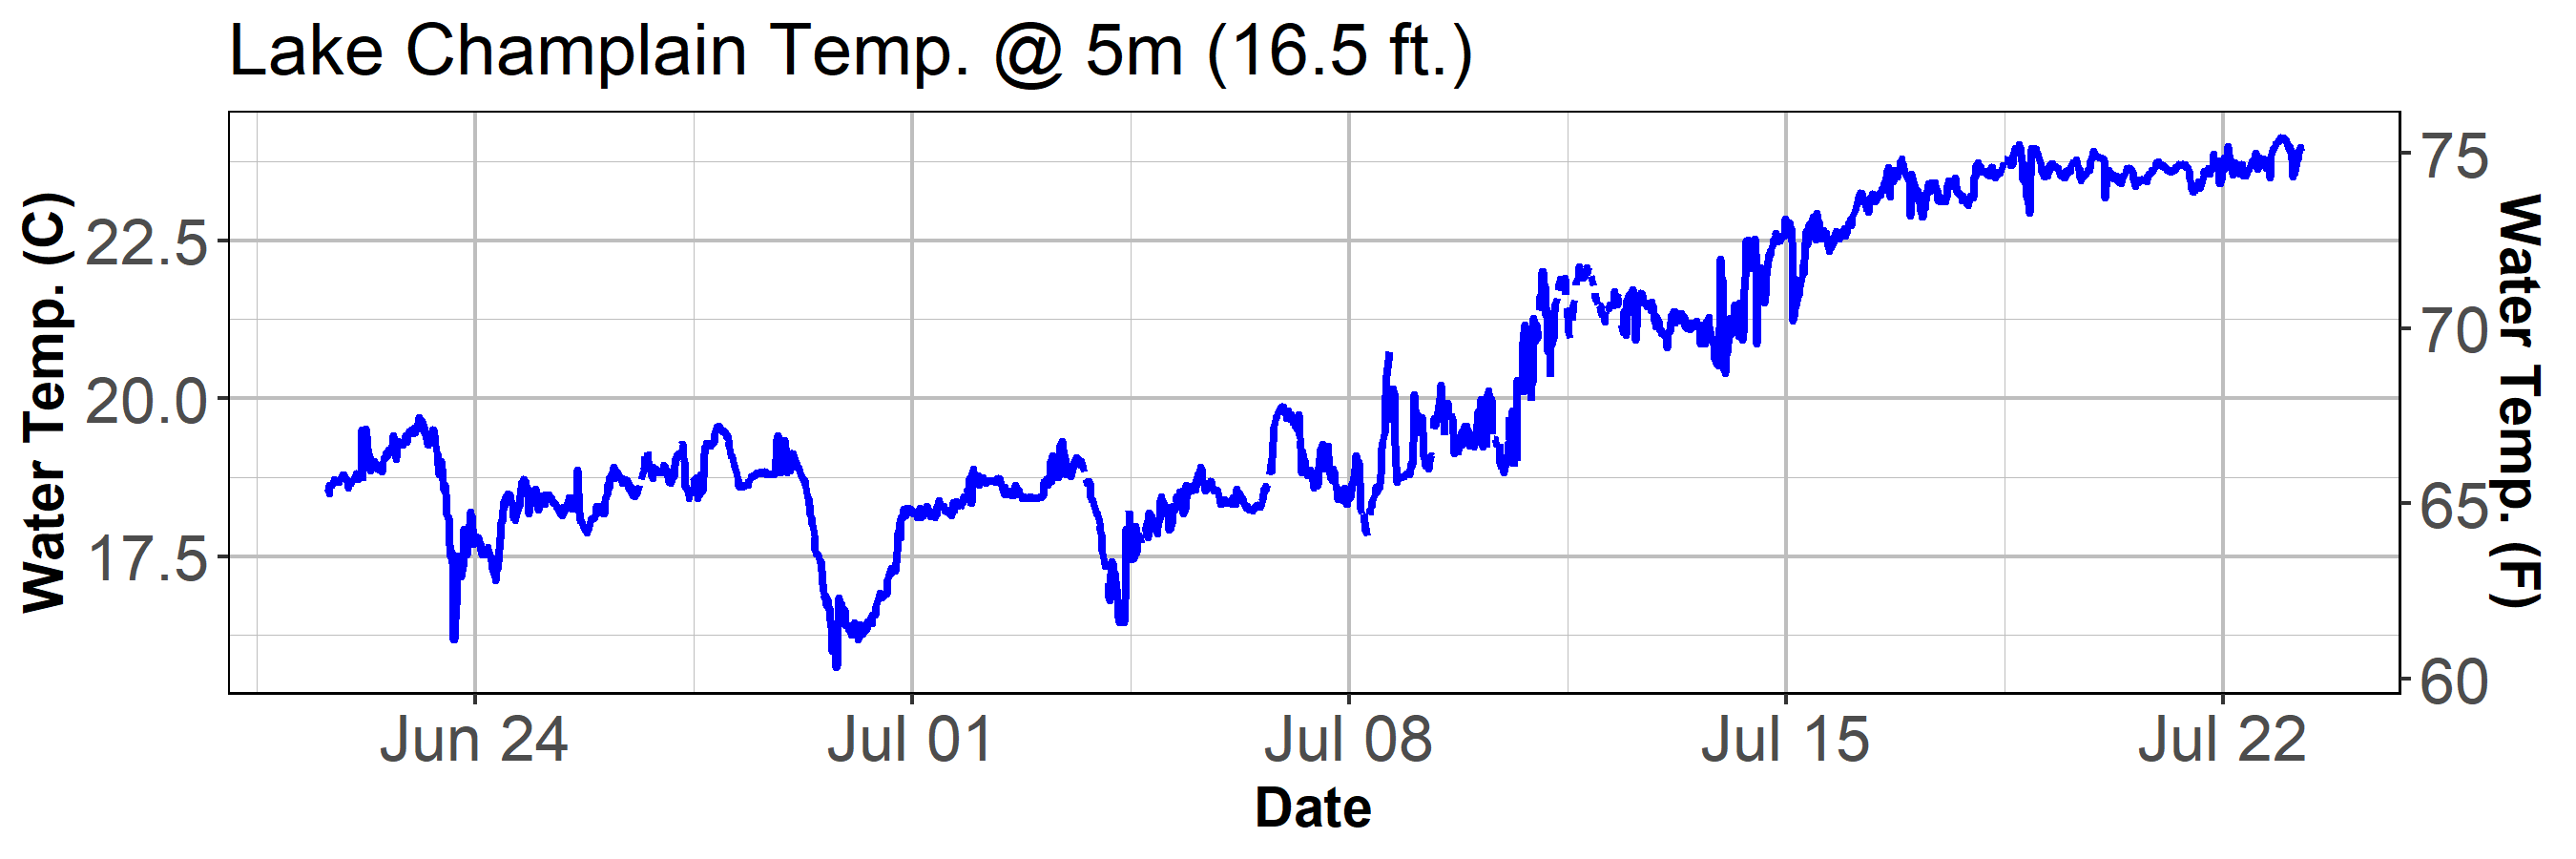 Lake Champlain Temp. @ 5m (16.5 ft.)
Water Temp. (C)
22.5
20.0
17.5
75
70
65
60
Water Temp. (F)
Jun 24 Jul 01 Jul 08 Jul 15 Jul 22
Date